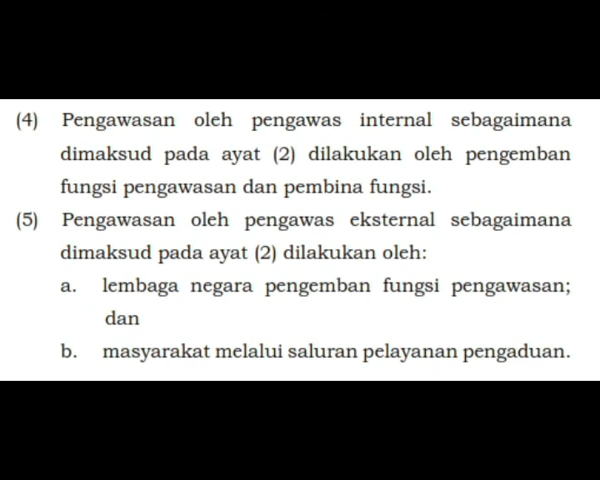 (4) Pengawasan oleh pengawas internal sebagaimana
dimaksud pada ayat (2) dilakukan oleh pengemban
fungsi pengawasan dan pembina fungsi.
(5) Pengawasan oleh pengawas eksternal sebagaimana
dimaksud pada ayat (2) dilakukan oleh:
a. lembaga negara pengemban fungsi pengawasan;
dan
b. masyarakat melalui saluran pelayanan pengaduan.